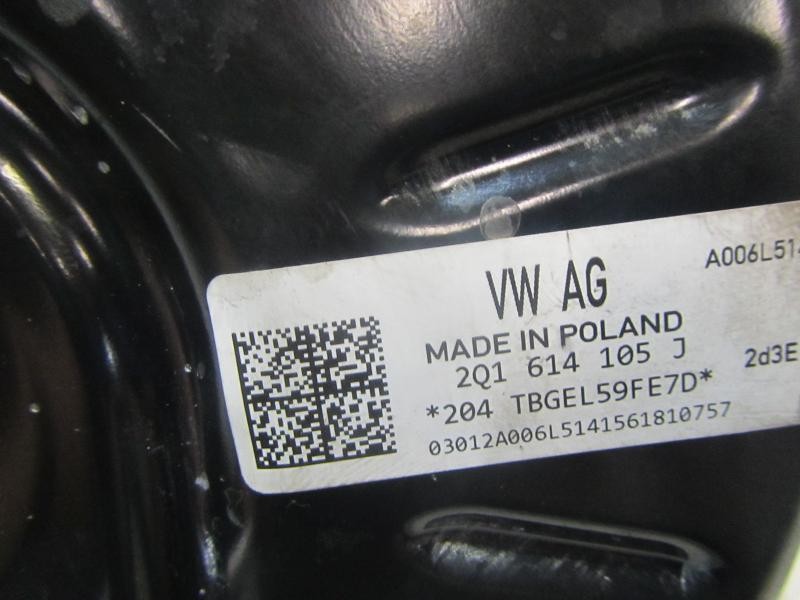 VW AG
A006L514
MADE IN POLAND
2Q1 614 105 J
2d3E
*204 TBGEL59FE7D*
03012A006L5141561810757